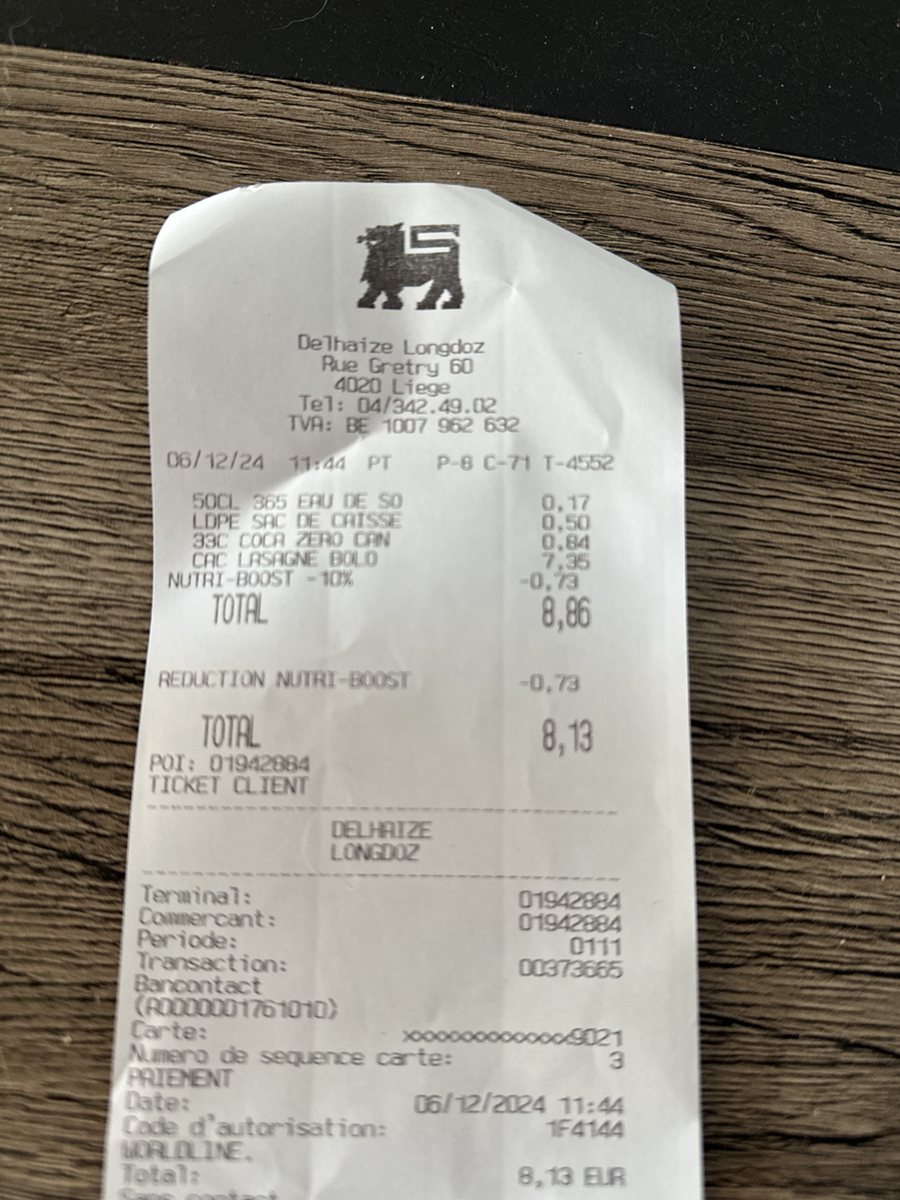 Delhaize Longdoz
Rue Gretry 60
4020 Liege
Tel: 04/342.49.02
TVA: BE 1007 962 632
06/12/24 11:44 PT P-8 C-71 T-4552
50CL 365 EAU DE SO 0,17
LDPE SAC DE CAISSE 0,50
33C COCA ZERO CAN 0,84
CAC LASAGNE BOLO 7,35
NUTRI-BOOST -10% -0,73
TOTAL 8,86
REDUCTION NUTRI-BOOST -0,73
TOTAL 8,13
POI: 01942884
TICKET CLIENT
DELHAIZE
LONGDOZ
Terminal: 01942884
Commercant: 01942884
Periode: 0111
Transaction: 00373665
Bancontact
(A0000001761010)
Carte: xxxxxxxxxxxxx9021
Numero de sequence carte: 3
PAIEMENT
Date: 06/12/2024 11:44
Code d'autorisation: 1F4144
WORLDLINE.
Total: 8,13 EUR
Sans contact